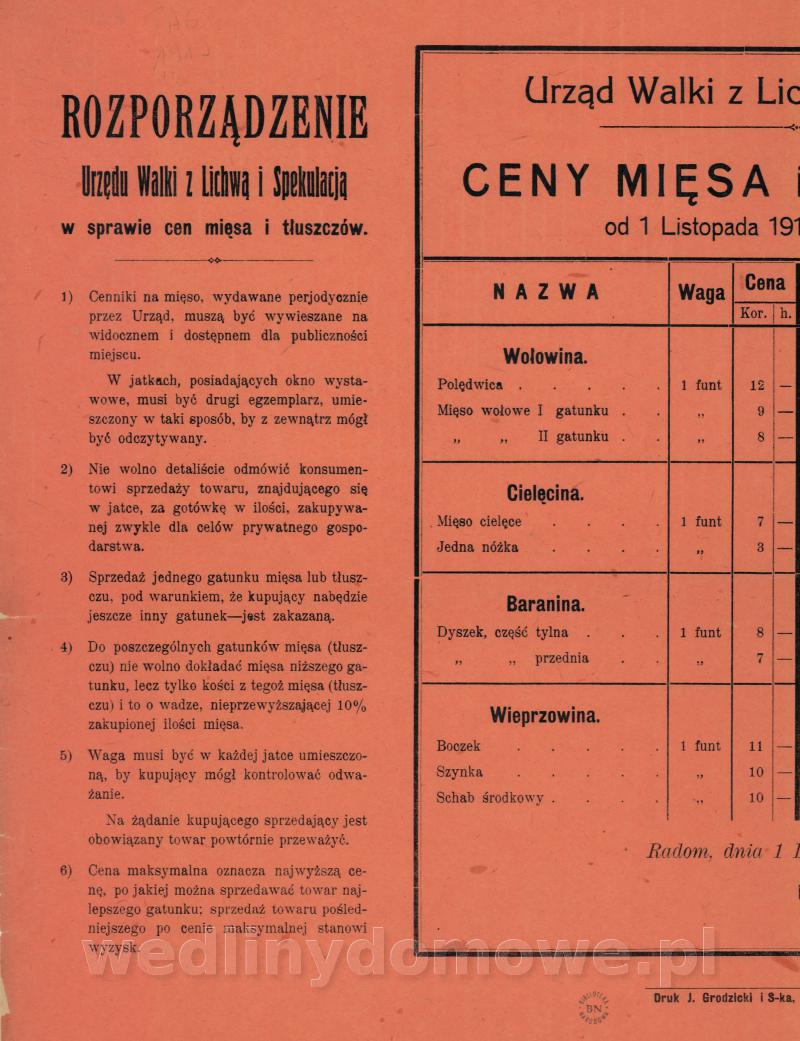 ROZPORZĄDZENIE
Urzędu Walki z Lichwą i Spekulacją
w sprawie cen mięsa i tłuszczów.
1) Cenniki na mięso, wydawane perjodycznie
przez Urząd, muszą być wywieszane na
widocznem i dostępnem dla publiczności
miejscu.
W jatkach, posiadających okno wysta-
wowe, musi być drugi egzemplarz, umie-
szczony w taki sposób, by z zewnątrz mógł
być odczytywany.
2) Nie wolno detaliście odmówić konsumen-
towi sprzedaży towaru, znajdującego się
w jatce, za gotówkę w ilości, zakupywa-
nej zwykle dla celów prywatnego gospo-
darstwa.
3) Sprzedaż jednego gatunku mięsa lub tłusz-
czu, pod warunkiem, że kupujący nabędzie
jeszcze inny gatunek—jest zakazaną.
4) Do poszczególnych gatunków mięsa (tłusz-
czu) nie wolno dokładać mięsa niższego ga-
tunku, lecz tylko kości z tegoż mięsa (tłusz-
czu) i to o wadze, nieprzewyższającej 10%
zakupionej ilości mięsa.
5) Waga musi być w każdej jatce umieszczo-
ną, by kupujący mógł kontrolować odwa-
żanie.
Na żądanie kupującego sprzedający jest
obowiązany towar powtórnie przeważyć.
6) Cena maksymalna oznacza najwyższą ce-
nę, po jakiej można sprzedawać towar naj-
lepszego gatunku; sprzedaż towaru pośled-
niejszego po cenie maksymalnej stanowi
wyzysk.
Urząd Walki z Lic
CENY MIĘSA i
od 1 Listopada 191
NAZWA Waga Cena
Kor. h.
Wołowina.
Polędwica . . . . . 1 funt 12 —
Mięso wołowe I gatunku . . „ 9 —
„ „ II gatunku . . „ 8 —
Cielęcina.
Mięso cielęce . . . . 1 funt 7 —
Jedna nóżka . . . . „ 3 —
Baranina.
Dyszek, część tylna . . . 1 funt 8 —
„ „ przednia . . „ 7 —
Wieprzowina.
Boczek . . . . . 1 funt 11 —
Szynka . . . . . „ 10 —
Schab środkowy . . . . „ 10 —
Radom, dnia 1
Druk J. Grodzicki i S-ka,
BIBLIOTEKA
BN
NARODOWA
wedlinydomowe.pl